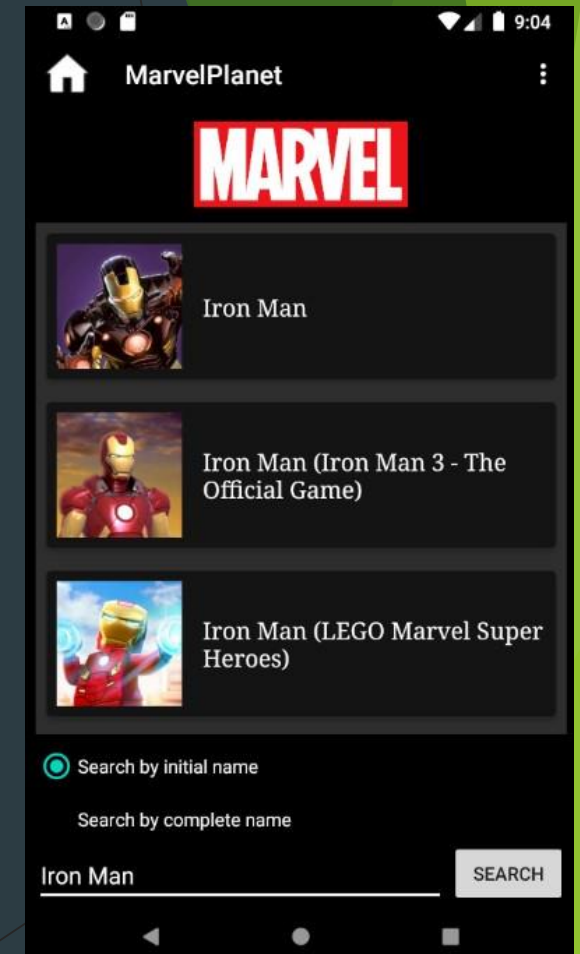 9:04
MarvelPlanet
MARVEL
Iron Man
Iron Man (Iron Man 3 - The
Official Game)
Iron Man (LEGO Marvel Super
Heroes)
Search by initial name
Search by complete name
Iron Man
SEARCH